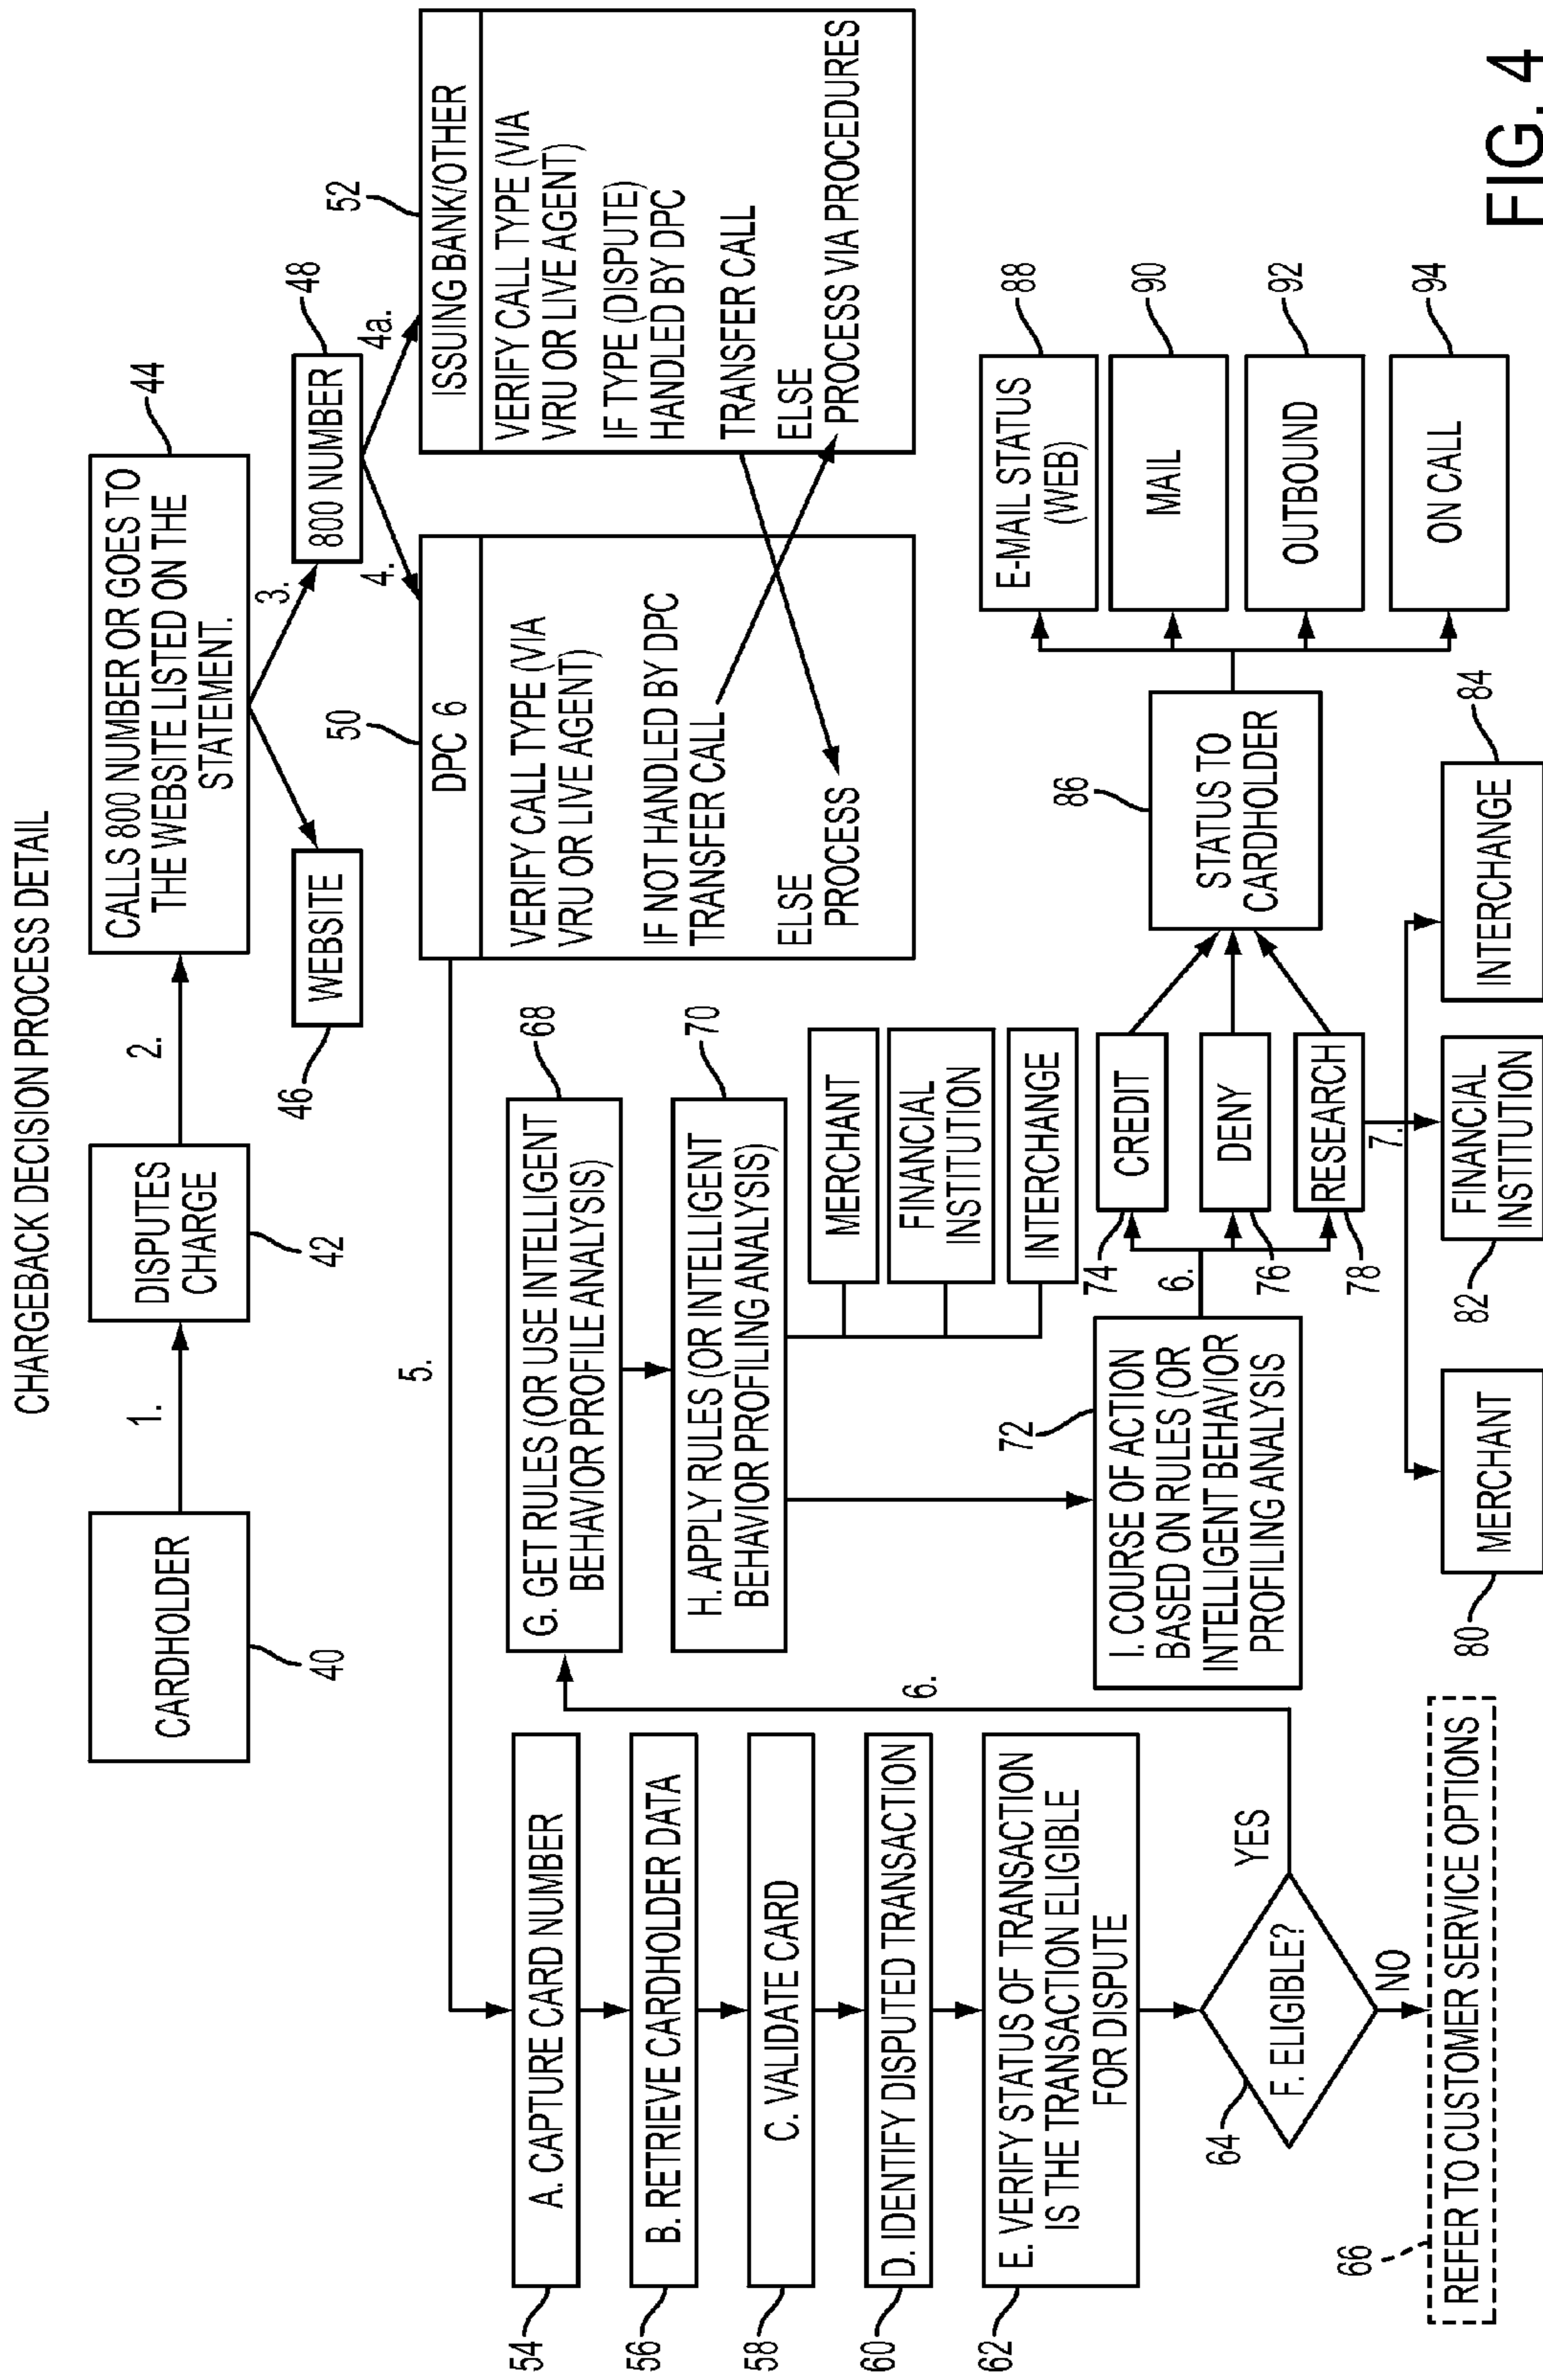 CHARGEBACK DECISION PROCESS DETAIL
CARDHOLDER
40
1.
DISPUTES
CHARGE
42
2.
CALLS 800 NUMBER OR GOES TO
THE WEBSITE LISTED ON THE
STATEMENT.
44
3.
WEBSITE
46
800 NUMBER
48
4.
4a.
50
DPC 6
VERIFY CALL TYPE (VIA
VRU OR LIVE AGENT)
IF NOT HANDLED BY DPC
TRANSFER CALL
ELSE
PROCESS
52
ISSUING BANK/OTHER
VERIFY CALL TYPE (VIA
VRU OR LIVE AGENT)
IF TYPE (DISPUTE)
HANDLED BY DPC
TRANSFER CALL
ELSE
PROCESS VIA PROCEDURES
5.
54
A. CAPTURE CARD NUMBER
56
B. RETRIEVE CARDHOLDER DATA
58
C. VALIDATE CARD
60
D. IDENTIFY DISPUTED TRANSACTION
62
E. VERIFY STATUS OF TRANSACTION
IS THE TRANSACTION ELIGIBLE
FOR DISPUTE
64
F. ELIGIBLE?
YES
NO
66
REFER TO CUSTOMER SERVICE OPTIONS
6.
68
G. GET RULES (OR USE INTELLIGENT
BEHAVIOR PROFILE ANALYSIS)
70
H. APPLY RULES (OR INTELLIGENT
BEHAVIOR PROFILING ANALYSIS)
MERCHANT
FINANCIAL
INSTITUTION
INTERCHANGE
72
I. COURSE OF ACTION
BASED ON RULES (OR
INTELLIGENT BEHAVIOR
PROFILING ANALYSIS
6.
74
CREDIT
76
DENY
78
RESEARCH
7.
80
MERCHANT
82
FINANCIAL
INSTITUTION
84
INTERCHANGE
86
STATUS TO
CARDHOLDER
E-MAIL STATUS
(WEB)
88
MAIL
90
OUTBOUND
92
ON CALL
94
FIG. 4